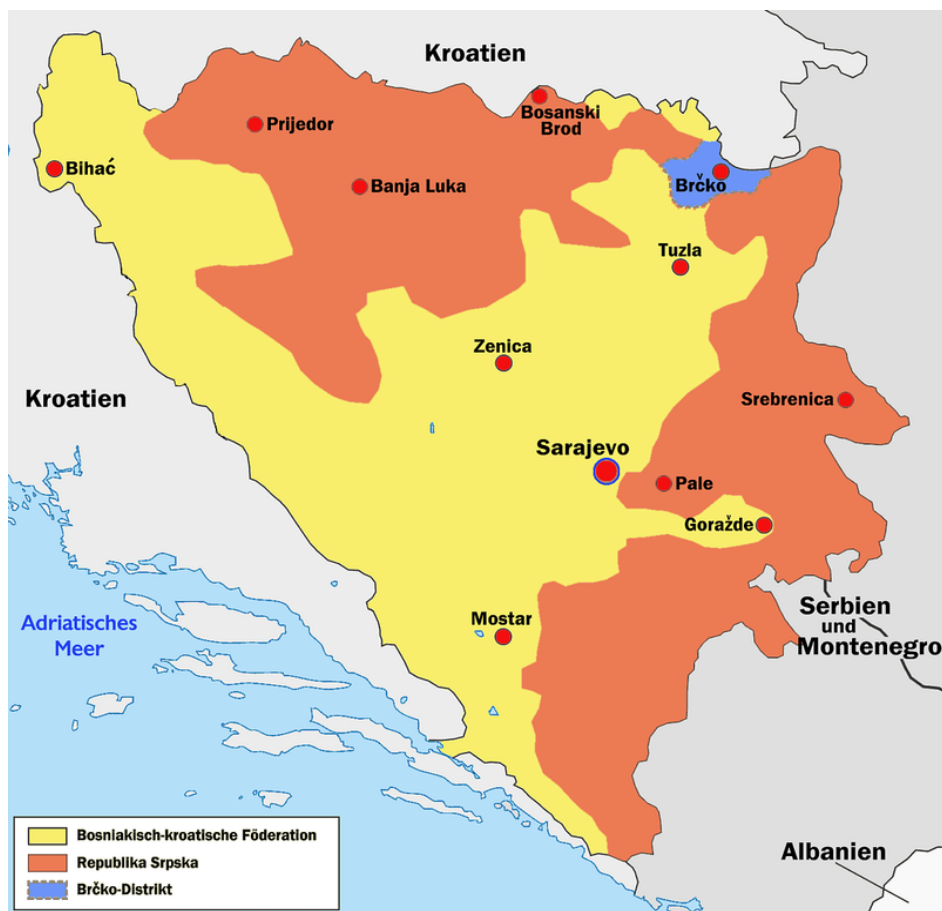 Kroatien
Bosanski
Brod
Prijedor
Bihać
Banja Luka
Brčko
Tuzla
Zenica
Kroatien
Srebrenica
Sarajevo
Pale
Goražde
Serbien
und
Montenegro
Mostar
Adriatisches
Meer
Albanien
Bosniakisch-kroatische Föderation
Republika Srpska
Brčko-Distrikt